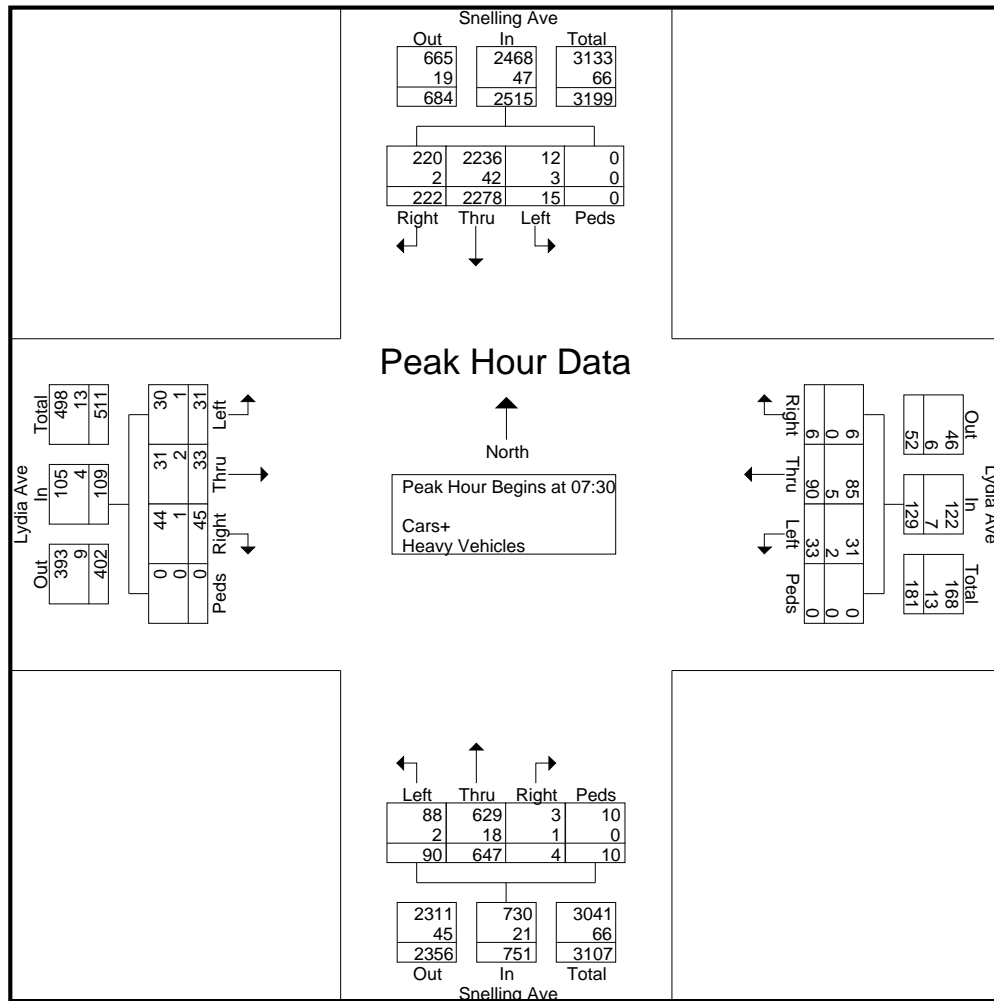 Snelling Ave
Out In Total
665 2468 3133
19 47 66
684 2515 3199
220 2236 12 0
2 42 3 0
222 2278 15 0
Right Thru Left Peds
Peak Hour Data
North
Peak Hour Begins at 07:30
Cars+
Heavy Vehicles
Lydia Ave
Out In Total
393 105 498
9 4 13
402 109 511
30 31 44 0
1 2 1 0
31 33 45 0
Left Thru Right Peds
Lydia Ave
Out In Total
46 122 168
6 7 13
52 129 181
6 85 31 0
0 5 2 0
6 90 33 0
Right Thru Left Peds
Left Thru Right Peds
88 629 3 10
2 18 1 0
90 647 4 10
2311 730 3041
45 21 66
2356 751 3107
Out In Total
Snelling Ave